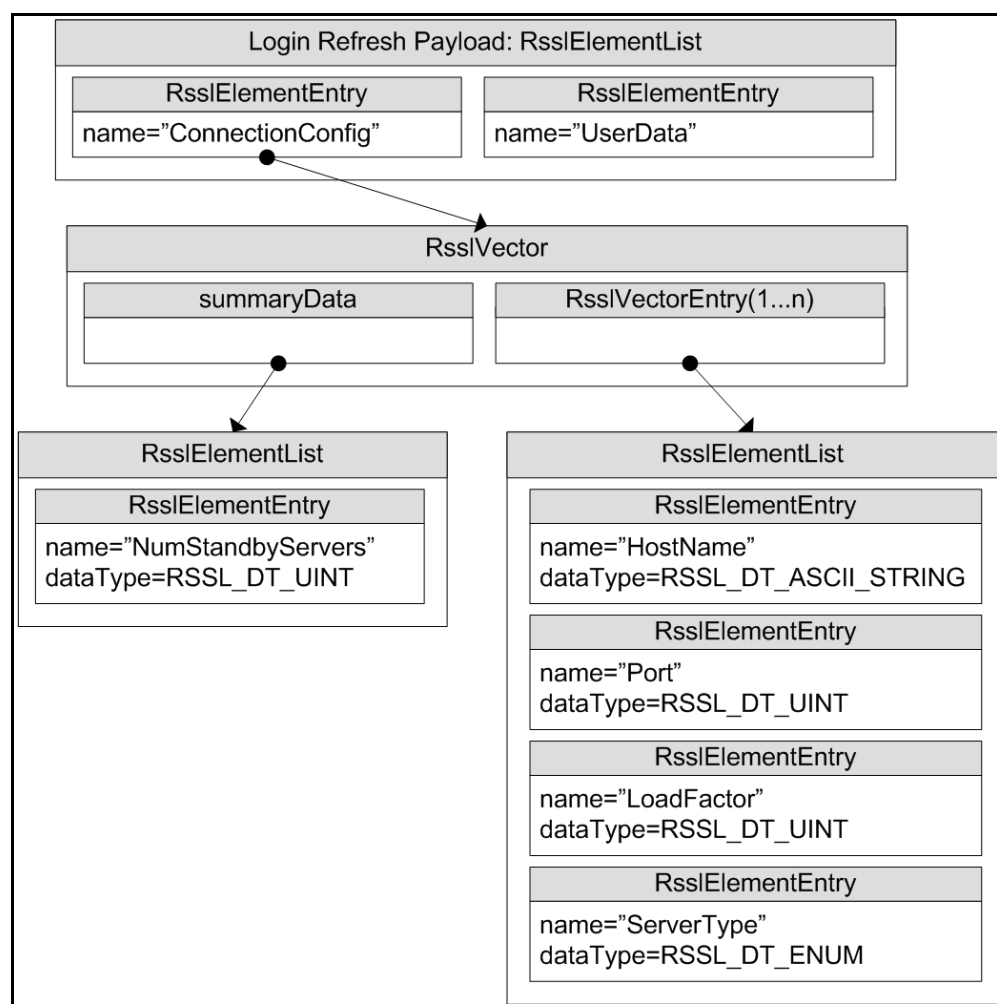 Login Refresh Payload: RsslElementList
RsslElementEntry
name=”ConnectionConfig”
RsslElementEntry
name=”UserData”
RsslVector
summaryData
RsslVectorEntry(1...n)
RsslElementList
RsslElementEntry
name=”NumStandbyServers”
dataType=RSSL_DT_UINT
RsslElementList
RsslElementEntry
name=”HostName”
dataType=RSSL_DT_ASCII_STRING
RsslElementEntry
name=”Port”
dataType=RSSL_DT_UINT
RsslElementEntry
name=”LoadFactor”
dataType=RSSL_DT_UINT
RsslElementEntry
name=”ServerType”
dataType=RSSL_DT_ENUM